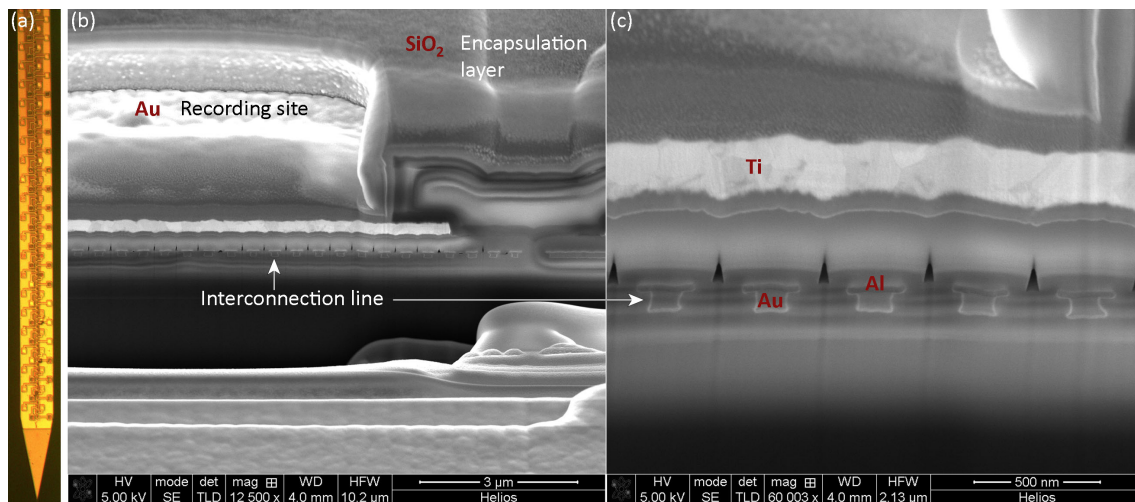 (a)
(b)
SiO2 Encapsulation
layer
Au Recording site
Interconnection line
HV mode det mag ⊞ WD HFW
5.00 kV SE TLD 12 500 x 4.0 mm 10.2 µm
3 µm
Helios
(c)
Ti
Al
Au
HV mode det mag ⊞ WD HFW
5.00 kV SE TLD 60 003 x 4.0 mm 2.13 µm
500 nm
Helios